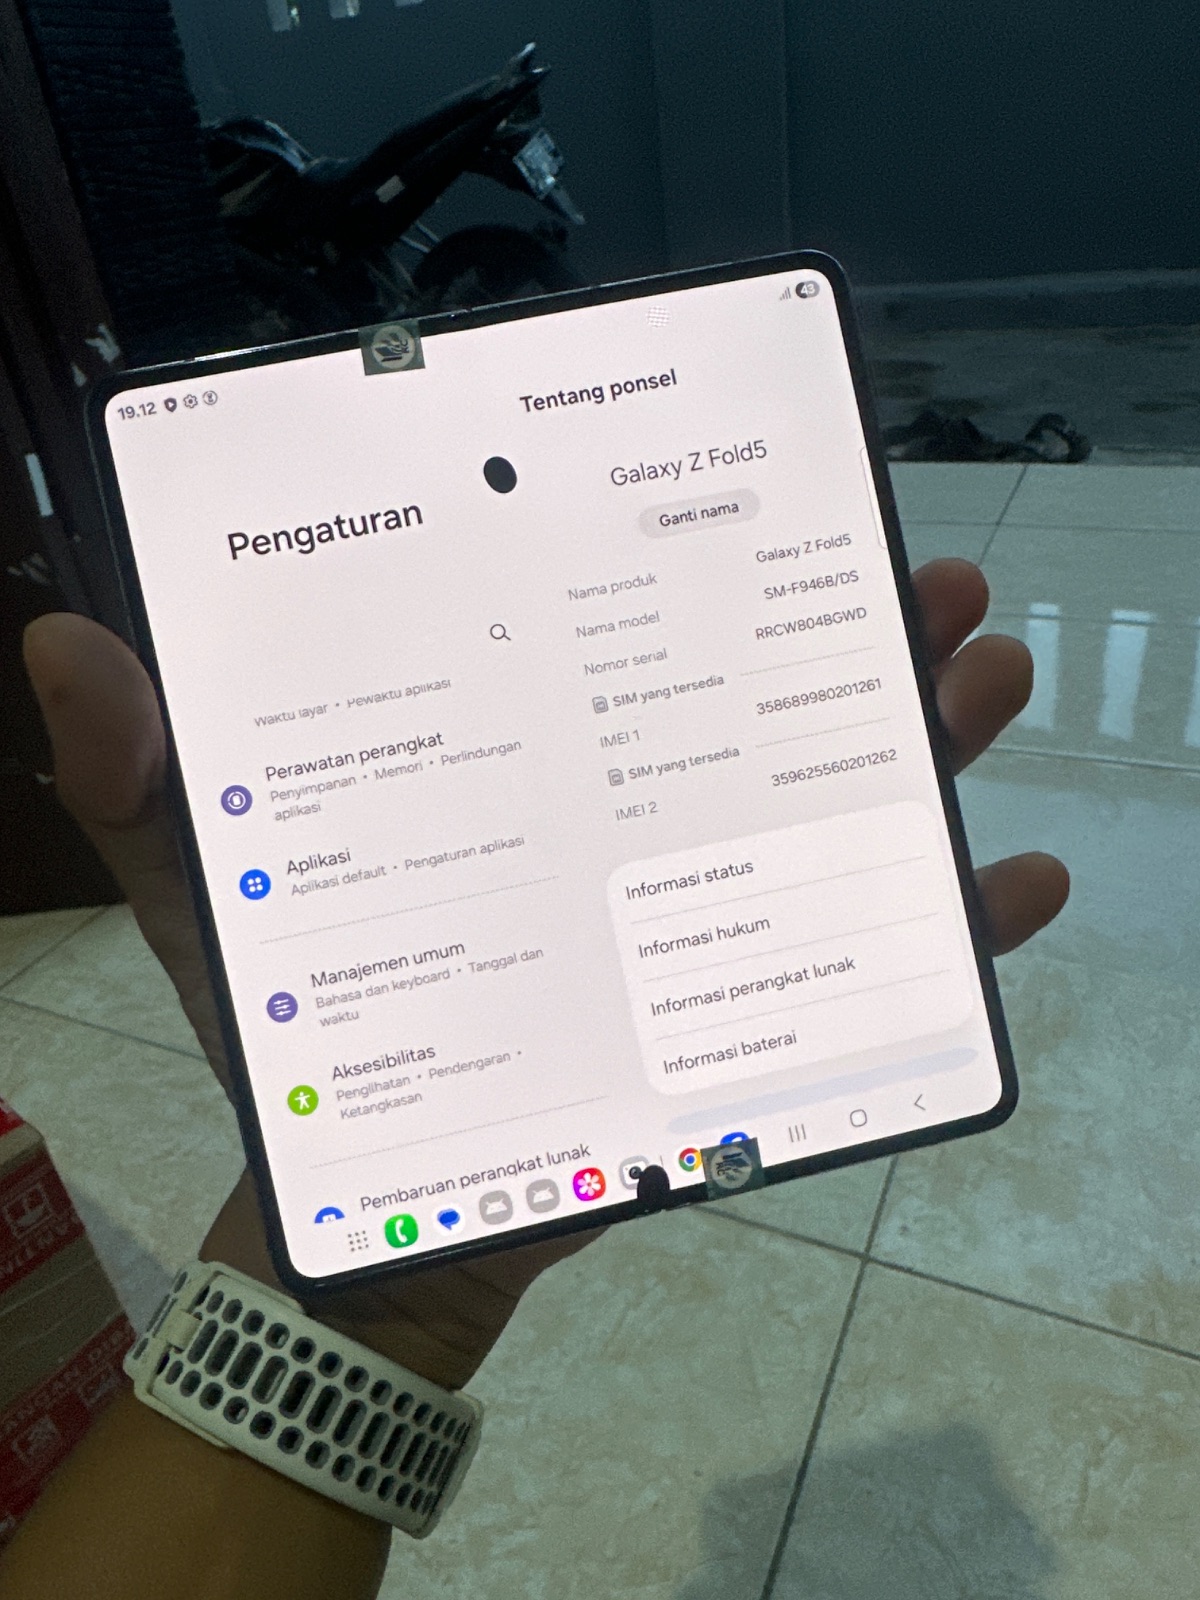 19.12
43
Pengaturan
Waktu layar • Pewaktu aplikasi
Perawatan perangkat
Penyimpanan • Memori • Perlindungan
aplikasi
Aplikasi
Aplikasi default • Pengaturan aplikasi
Manajemen umum
Bahasa dan keyboard • Tanggal dan
waktu
Aksesibilitas
Penglihatan • Pendengaran •
Ketangkasan
Pembaruan perangkat lunak
Tentang ponsel
Galaxy Z Fold5
Ganti nama
Nama produk Galaxy Z Fold5
Nama model SM-F946B/DS
Nomor serial RRCW804BGWD
SIM yang tersedia
IMEI 1 358689980201261
SIM yang tersedia
IMEI 2 359625560201262
Informasi status
Informasi hukum
Informasi perangkat lunak
Informasi baterai